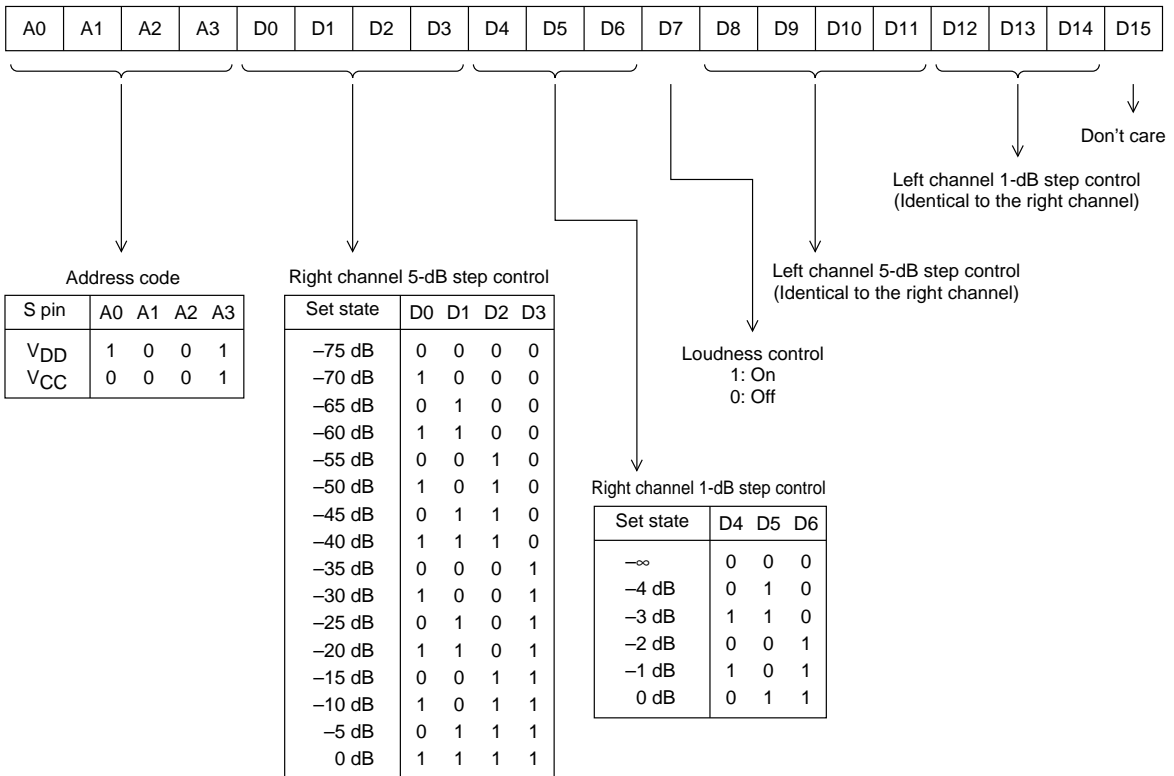 A0 A1 A2 A3 D0 D1 D2 D3 D4 D5 D6 D7 D8 D9 D10 D11 D12 D13 D14 D15
Don't care
Left channel 1-dB step control
(Identical to the right channel)
Left channel 5-dB step control
(Identical to the right channel)
Loudness control
1: On
0: Off
Address code
S pin A0 A1 A2 A3
VDD 1 0 0 1
VCC 0 0 0 1
Right channel 5-dB step control
Set state D0 D1 D2 D3
–75 dB 0 0 0 0
–70 dB 1 0 0 0
–65 dB 0 1 0 0
–60 dB 1 1 0 0
–55 dB 0 0 1 0
–50 dB 1 0 1 0
–45 dB 0 1 1 0
–40 dB 1 1 1 0
–35 dB 0 0 0 1
–30 dB 1 0 0 1
–25 dB 0 1 0 1
–20 dB 1 1 0 1
–15 dB 0 0 1 1
–10 dB 1 0 1 1
–5 dB 0 1 1 1
0 dB 1 1 1 1
Right channel 1-dB step control
Set state D4 D5 D6
–∞ 0 0 0
–4 dB 0 1 0
–3 dB 1 1 0
–2 dB 0 0 1
–1 dB 1 0 1
0 dB 0 1 1